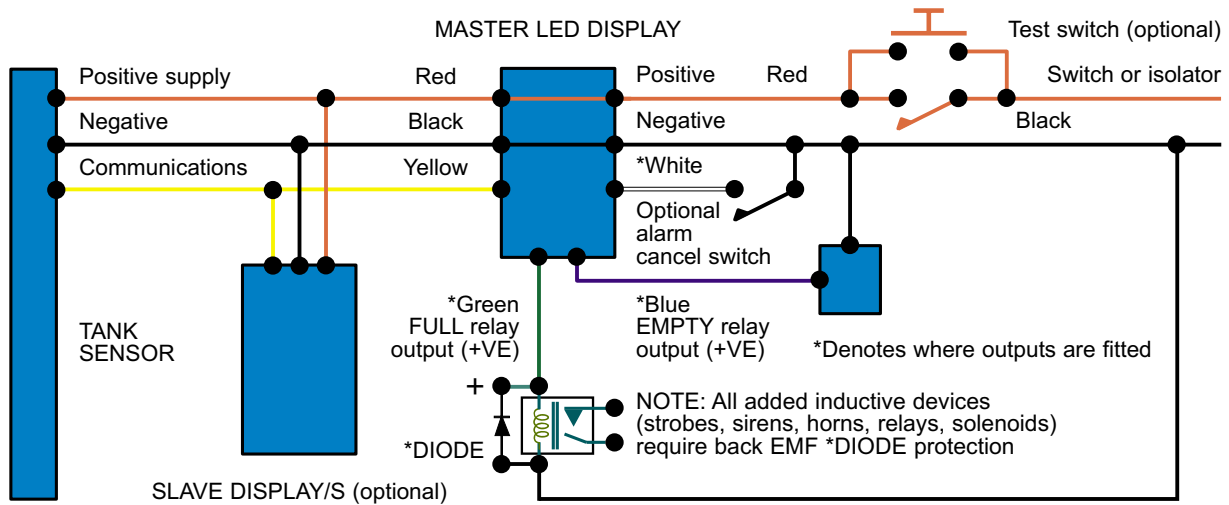 MASTER LED DISPLAY
Test switch (optional)
Positive supply
Red
Positive
Red
Switch or isolator
Negative
Black
Negative
Black
Communications
Yellow
*White
Optional
alarm
cancel switch
*Green
FULL relay
output (+VE)
*Blue
EMPTY relay
output (+VE)
TANK
SENSOR
*Denotes where outputs are fitted
+
*DIODE
NOTE: All added inductive devices
(strobes, sirens, horns, relays, solenoids)
require back EMF *DIODE protection
SLAVE DISPLAY/S (optional)